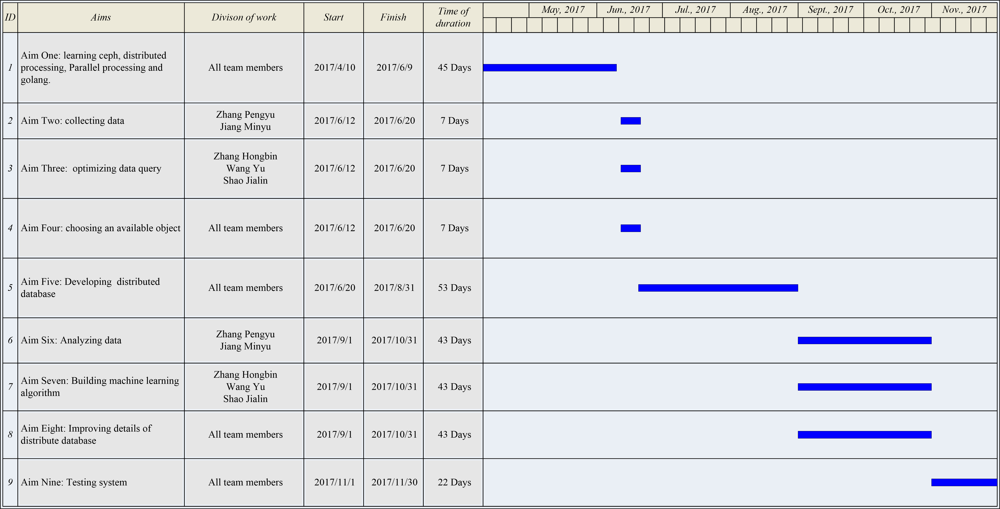 ID
Aims
Divison of work
Start
Finish
Time of
duration
May, 2017
Jun., 2017
Jul., 2017
Aug., 2017
Sept., 2017
Oct., 2017
Nov., 2017
1
Aim One: learning ceph, distributed
processing, Parallel processing and
golang.
All team members
2017/4/10
2017/6/9
45 Days
2
Aim Two: collecting data
Zhang Pengyu
Jiang Minyu
2017/6/12
2017/6/20
7 Days
3
Aim Three:  optimizing data query
Zhang Hongbin
Wang Yu
Shao Jialin
2017/6/12
2017/6/20
7 Days
4
Aim Four: choosing an available object
All team members
2017/6/12
2017/6/20
7 Days
5
Aim Five: Developing  distributed
database
All team members
2017/6/20
2017/8/31
53 Days
6
Aim Six: Analyzing data
Zhang Pengyu
Jiang Minyu
2017/9/1
2017/10/31
43 Days
7
Aim Seven: Building machine learning
algorithm
Zhang Hongbin
Wang Yu
Shao Jialin
2017/9/1
2017/10/31
43 Days
8
Aim Eight: Improving details of
distribute database
All team members
2017/9/1
2017/10/31
43 Days
9
Aim Nine: Testing system
All team members
2017/11/1
2017/11/30
22 Days